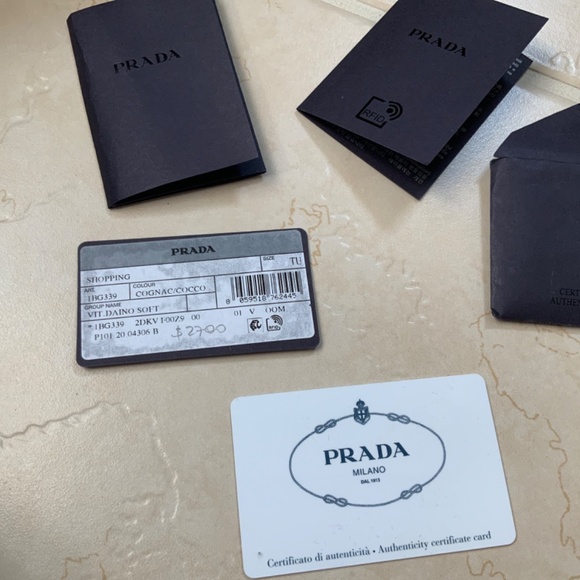 PRADA
PRADA
RFID
CERT
AUTHEN
PRADA
SIZE
SHOPPING TU
ART. COLOUR
1BG339 COGNAC/COCCO
GROUP NAME
VIT.DAINO SOFT
8 059518 762445
* 1BG339 2DKV F00Z9 00 01 V OOM
P101 20 04306 B $2700
RFID
PRADA
MILANO
DAL 1913
Certificato di autenticità • Authenticity certificate card